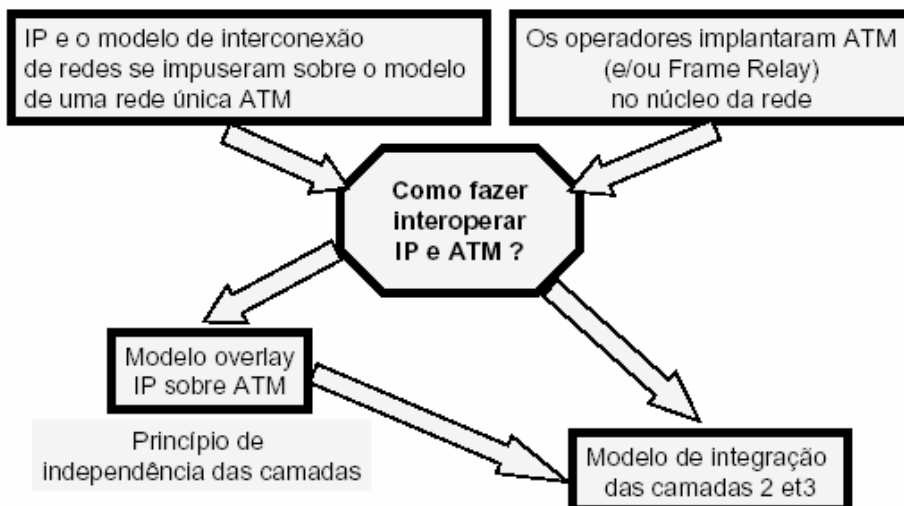 IP e o modelo de interconexão
de redes se impuseram sobre o modelo
de uma rede única ATM
Os operadores implantaram ATM
(e/ou Frame Relay)
no núcleo da rede
Como fazer
interoperar
IP e ATM ?
Modelo overlay
IP sobre ATM
Princípio de
independência das camadas
Modelo de integração
das camadas 2 et3